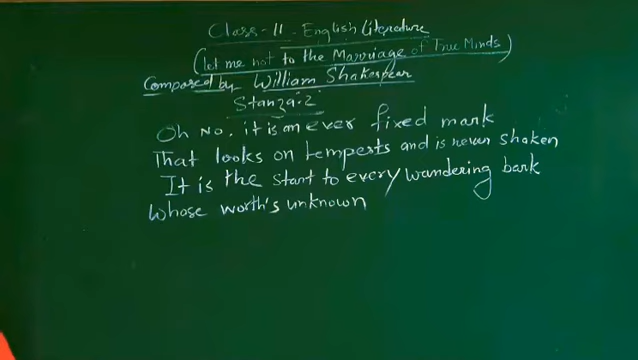 Class-11 - English Literature
(let me not to the Marriage of True Minds)
Composed by William Shakespear
Stanza:2
Oh No, it is an ever fixed mark
That looks on tempests and is never shaken
It is the start to every wandering bark
Whose worth's unknown